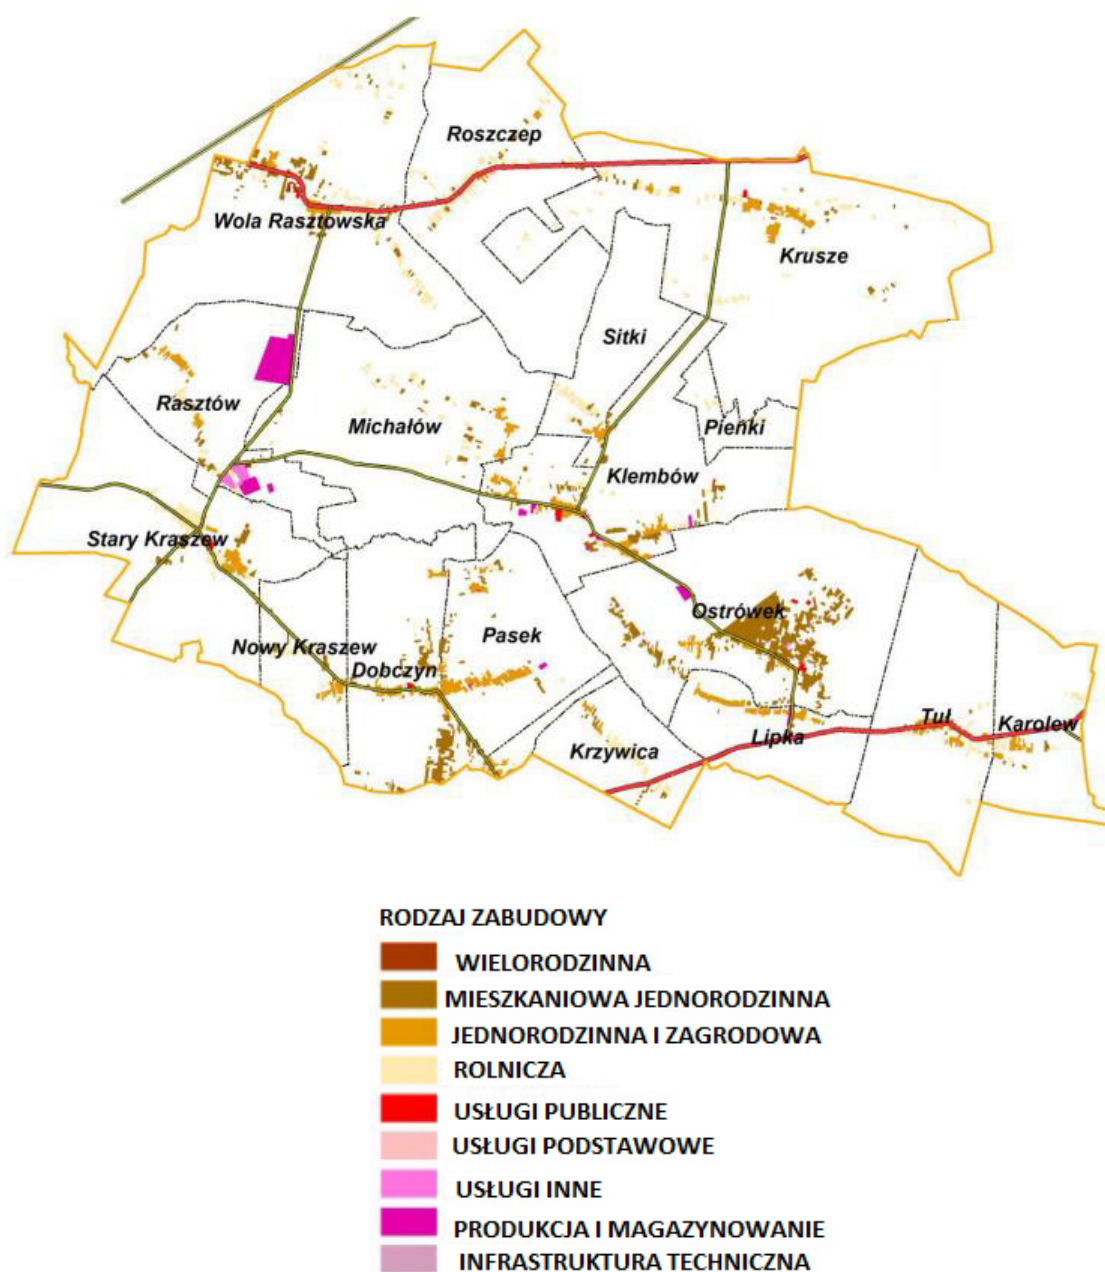 Roszczep
Wola Rasztowska
Krusze
Sitki
Rasztów
Michałów
Pieńki
Klembów
Stary Kraszew
Ostrówek
Pasek
Nowy Kraszew
Dobczyn
Tuł
Karolew
Lipka
Krzywica
RODZAJ ZABUDOWY
WIELORODZINNA
MIESZKANIOWA JEDNORODZINNA
JEDNORODZINNA I ZAGRODOWA
ROLNICZA
USŁUGI PUBLICZNE
USŁUGI PODSTAWOWE
USŁUGI INNE
PRODUKCJA I MAGAZYNOWANIE
INFRASTRUKTURA TECHNICZNA